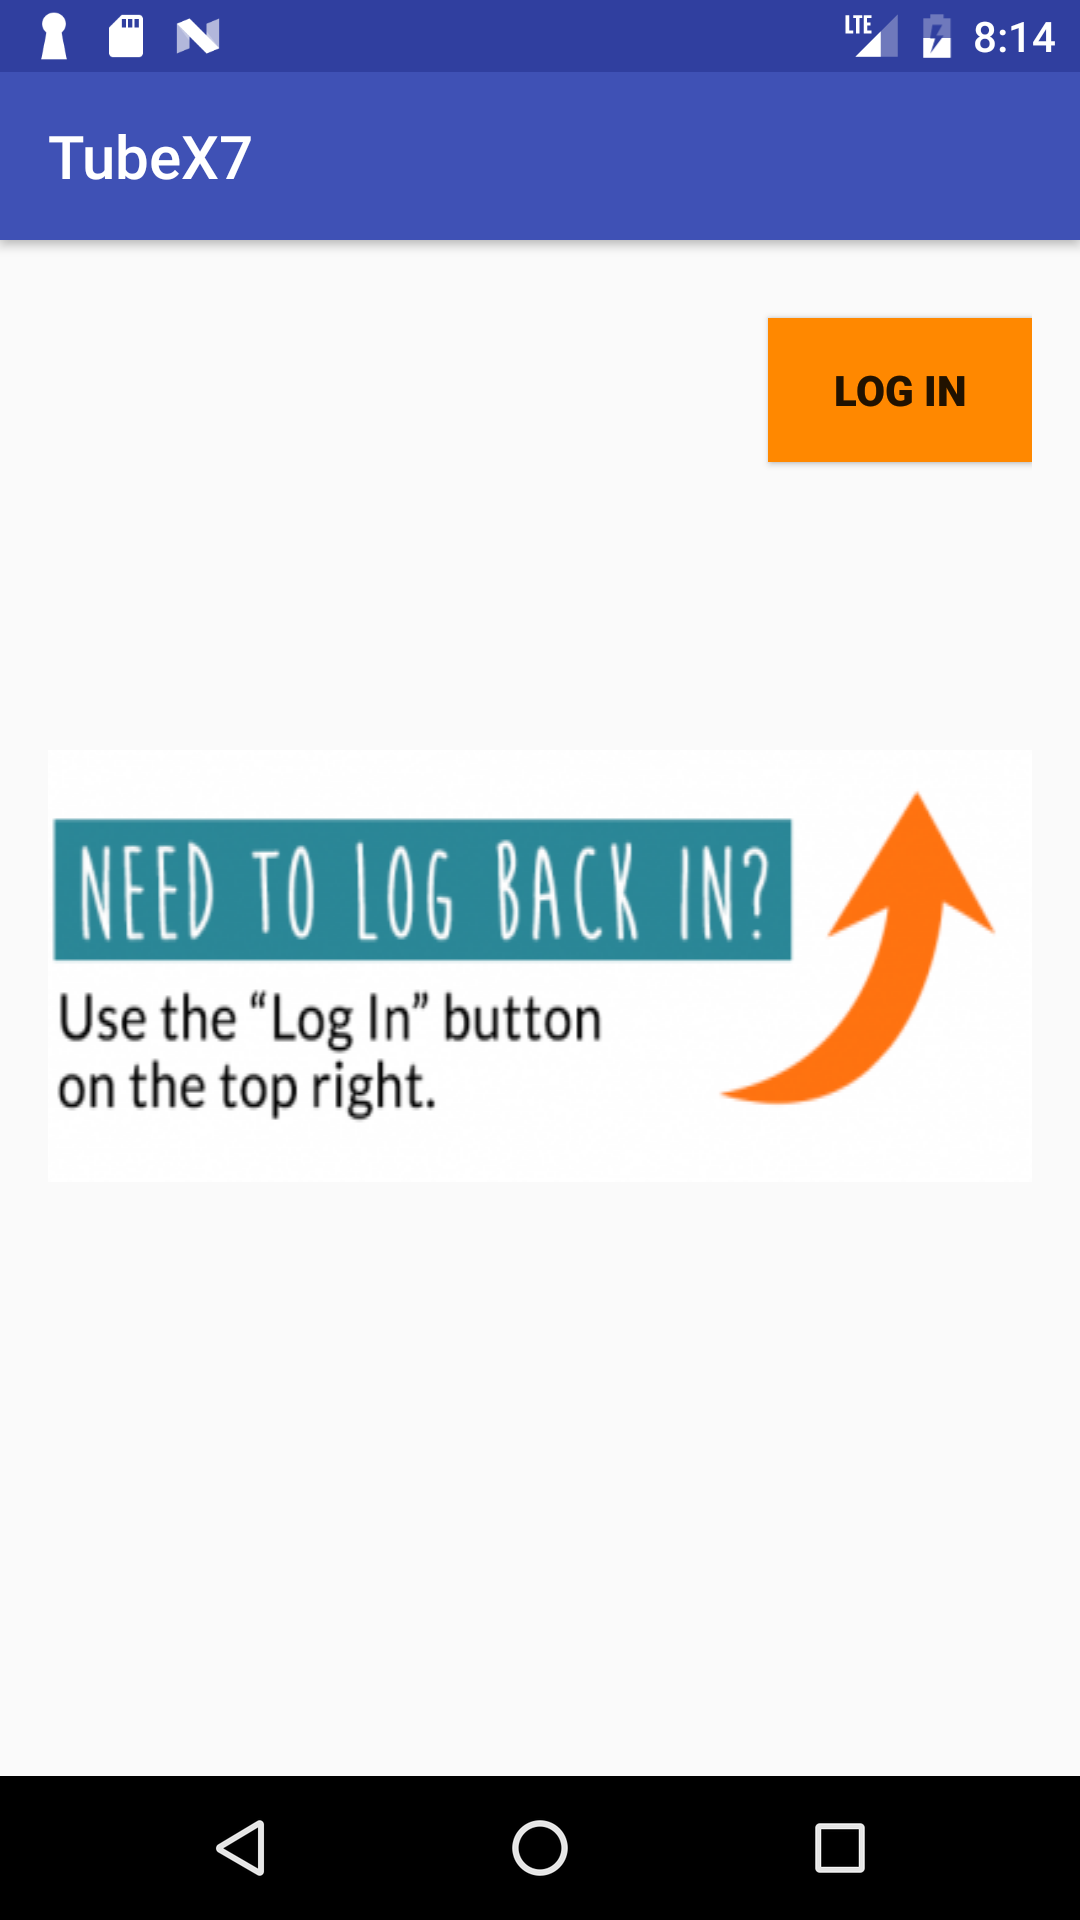 LTE 8:14
TubeX7
LOG IN
NEED TO LOG BACK IN?
Use the “Log In” button
on the top right.